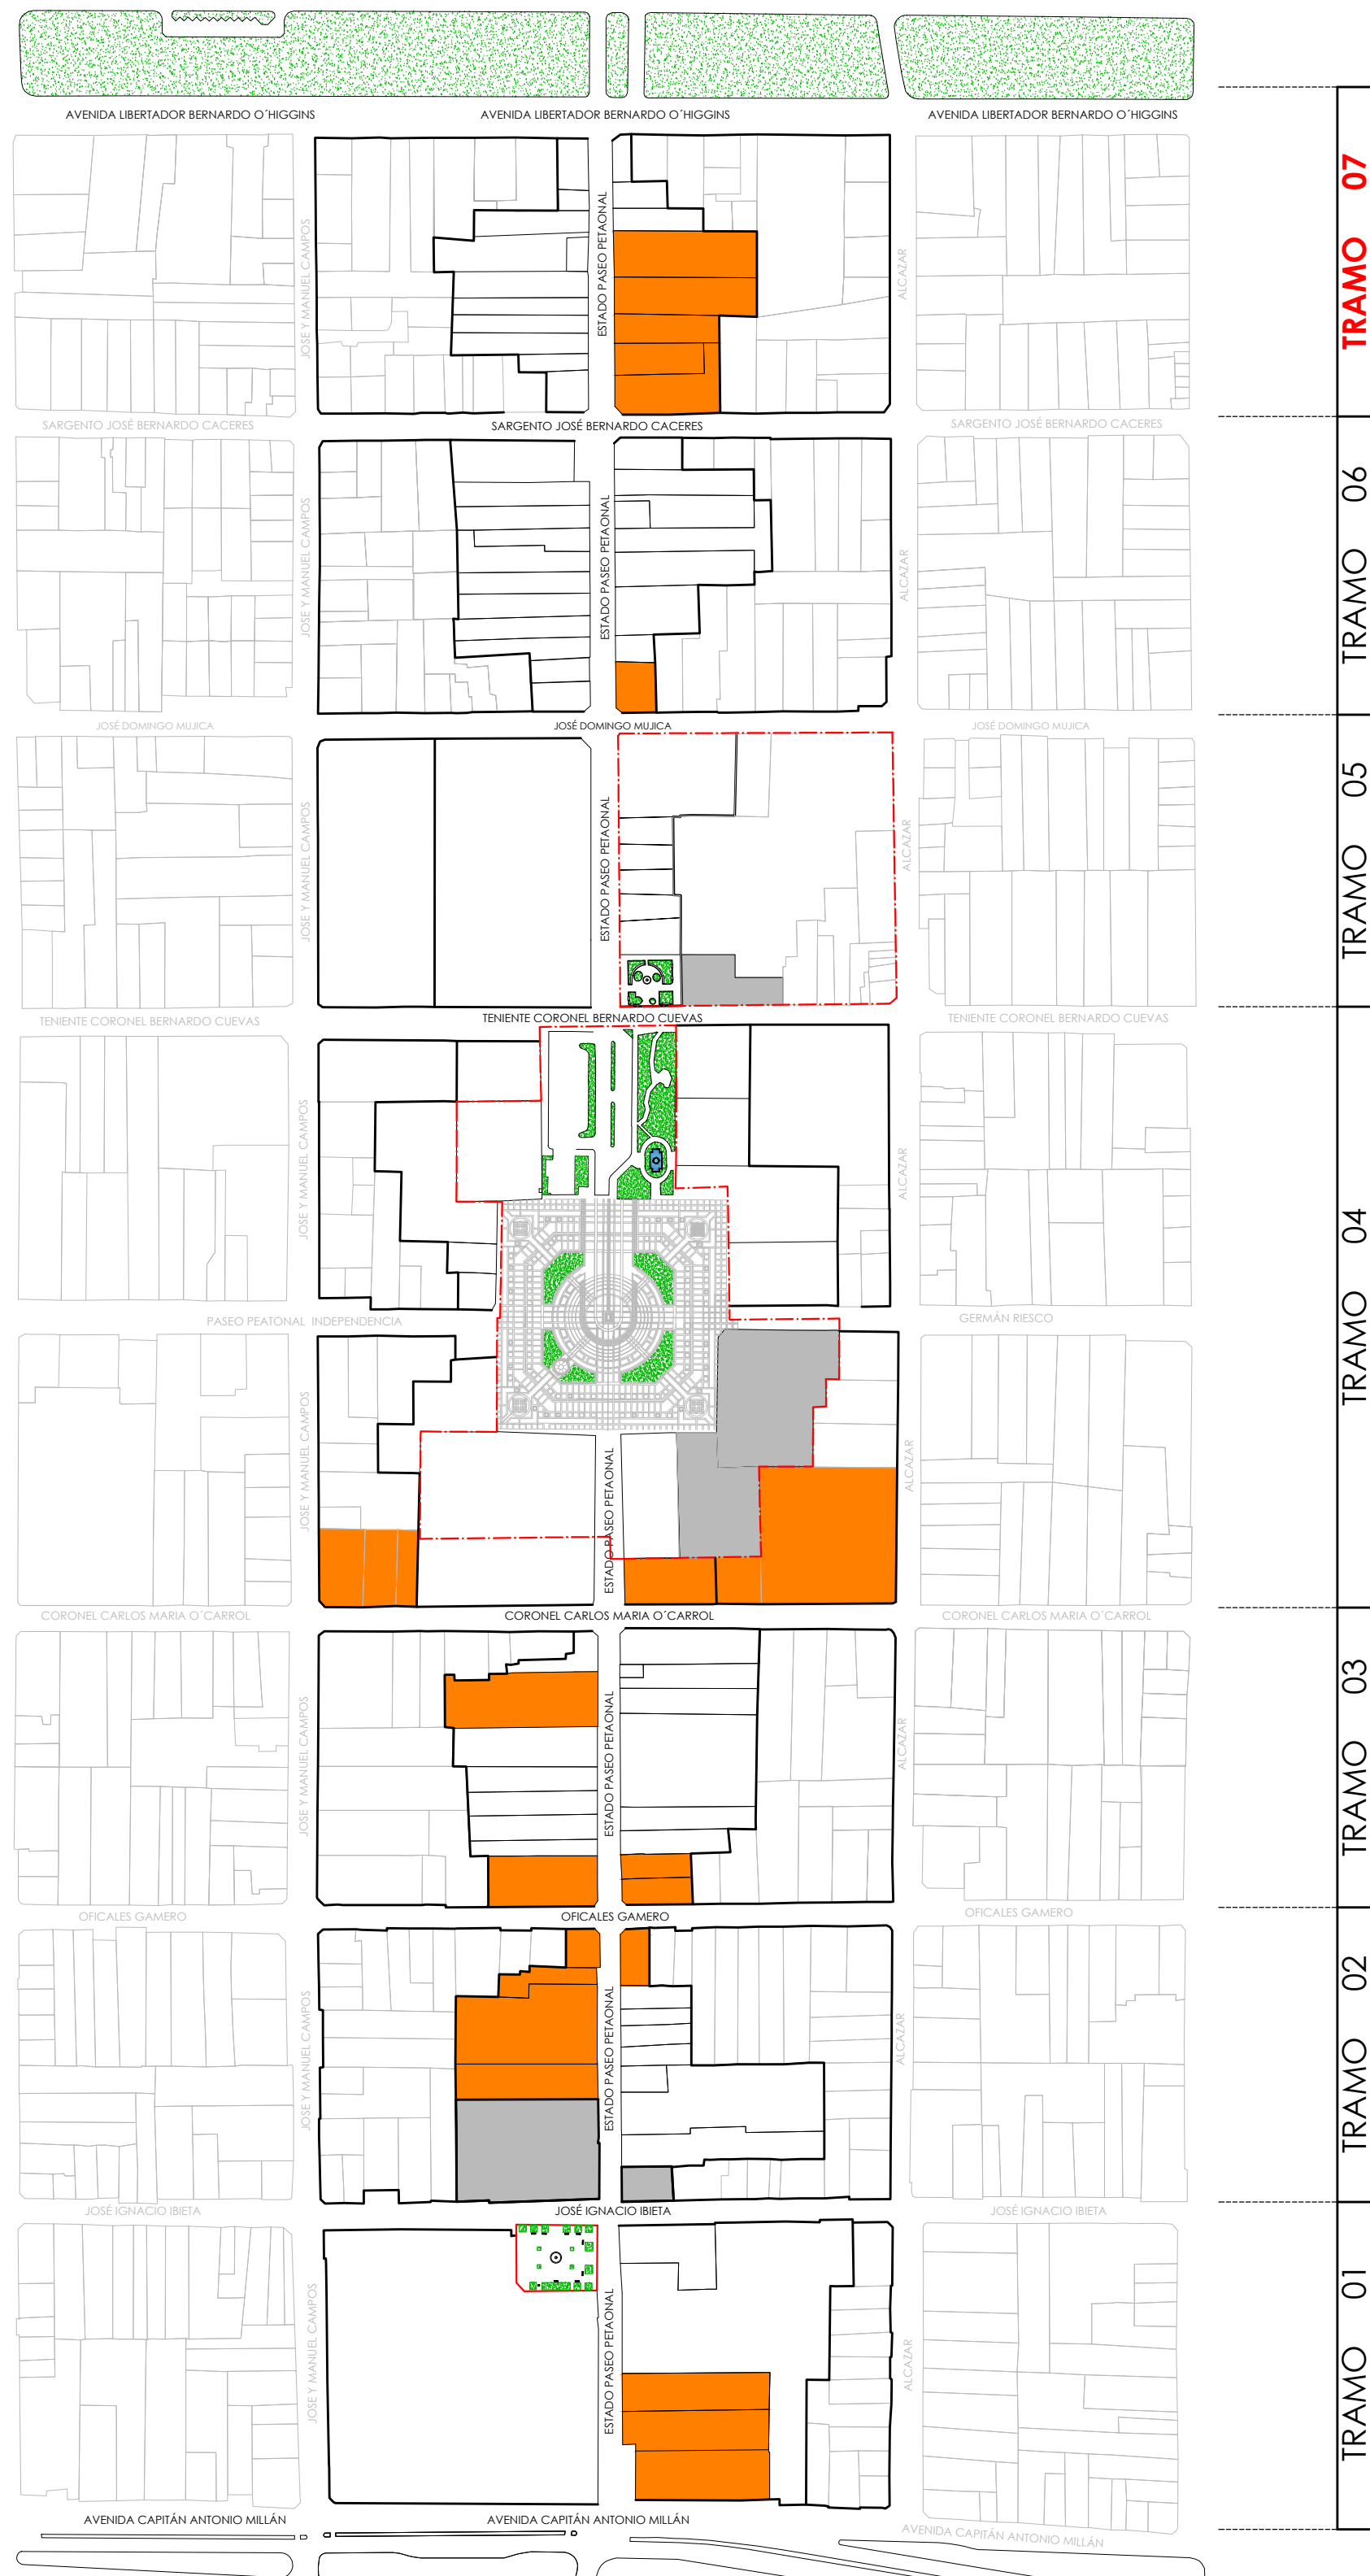 AVENIDA LIBERTADOR BERNARDO O´HIGGINS
AVENIDA LIBERTADOR BERNARDO O´HIGGINS
AVENIDA LIBERTADOR BERNARDO O´HIGGINS
JOSE Y MANUEL CAMPOS
ESTADO PASEO PETAONAL
ALCAZAR
TRAMO 07
SARGENTO JOSÉ BERNARDO CACERES
SARGENTO JOSÉ BERNARDO CACERES
SARGENTO JOSÉ BERNARDO CACERES
JOSE Y MANUEL CAMPOS
ESTADO PASEO PETAONAL
ALCAZAR
TRAMO 06
JOSÉ DOMINGO MUJICA
JOSÉ DOMINGO MUJICA
JOSÉ DOMINGO MUJICA
JOSE Y MANUEL CAMPOS
ESTADO PASEO PETAONAL
ALCAZAR
TRAMO 05
TENIENTE CORONEL BERNARDO CUEVAS
TENIENTE CORONEL BERNARDO CUEVAS
TENIENTE CORONEL BERNARDO CUEVAS
JOSE Y MANUEL CAMPOS
ALCAZAR
TRAMO 04
PASEO PEATONAL INDEPENDENCIA
GERMÁN RIESCO
JOSE Y MANUEL CAMPOS
ESTADO PASEO PETAONAL
ALCAZAR
CORONEL CARLOS MARIA O´CARROL
CORONEL CARLOS MARIA O´CARROL
CORONEL CARLOS MARIA O´CARROL
JOSE Y MANUEL CAMPOS
ESTADO PASEO PETAONAL
ALCAZAR
TRAMO 03
OFICALES GAMERO
OFICALES GAMERO
OFICALES GAMERO
JOSE Y MANUEL CAMPOS
ESTADO PASEO PETAONAL
ALCAZAR
TRAMO 02
JOSÉ IGNACIO IBIETA
JOSÉ IGNACIO IBIETA
JOSÉ IGNACIO IBIETA
JOSE Y MANUEL CAMPOS
ESTADO PASEO PETAONAL
ALCAZAR
TRAMO 01
AVENIDA CAPITÁN ANTONIO MILLÁN
AVENIDA CAPITÁN ANTONIO MILLÁN
AVENIDA CAPITÁN ANTONIO MILLÁN